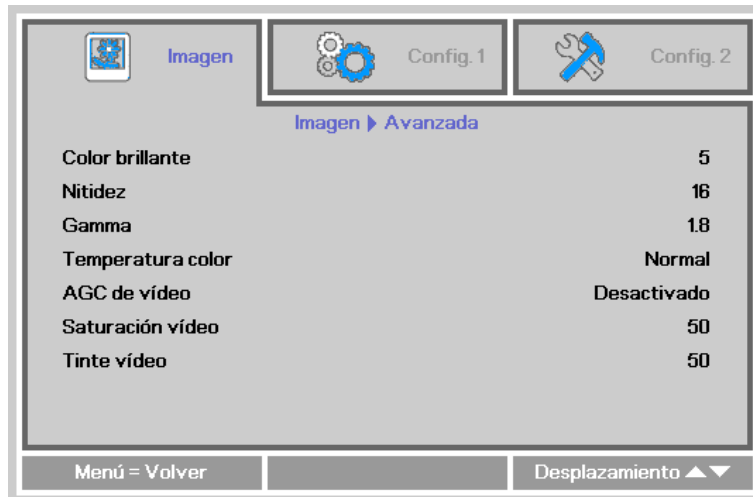 Imagen
Config. 1
Config. 2
Imagen ▶ Avanzada
Color brillante 5
Nitidez 16
Gamma 1.8
Temperatura color Normal
AGC de vídeo Desactivado
Saturación vídeo 50
Tinte vídeo 50
Menú = Volver
Desplazamiento ▲▼